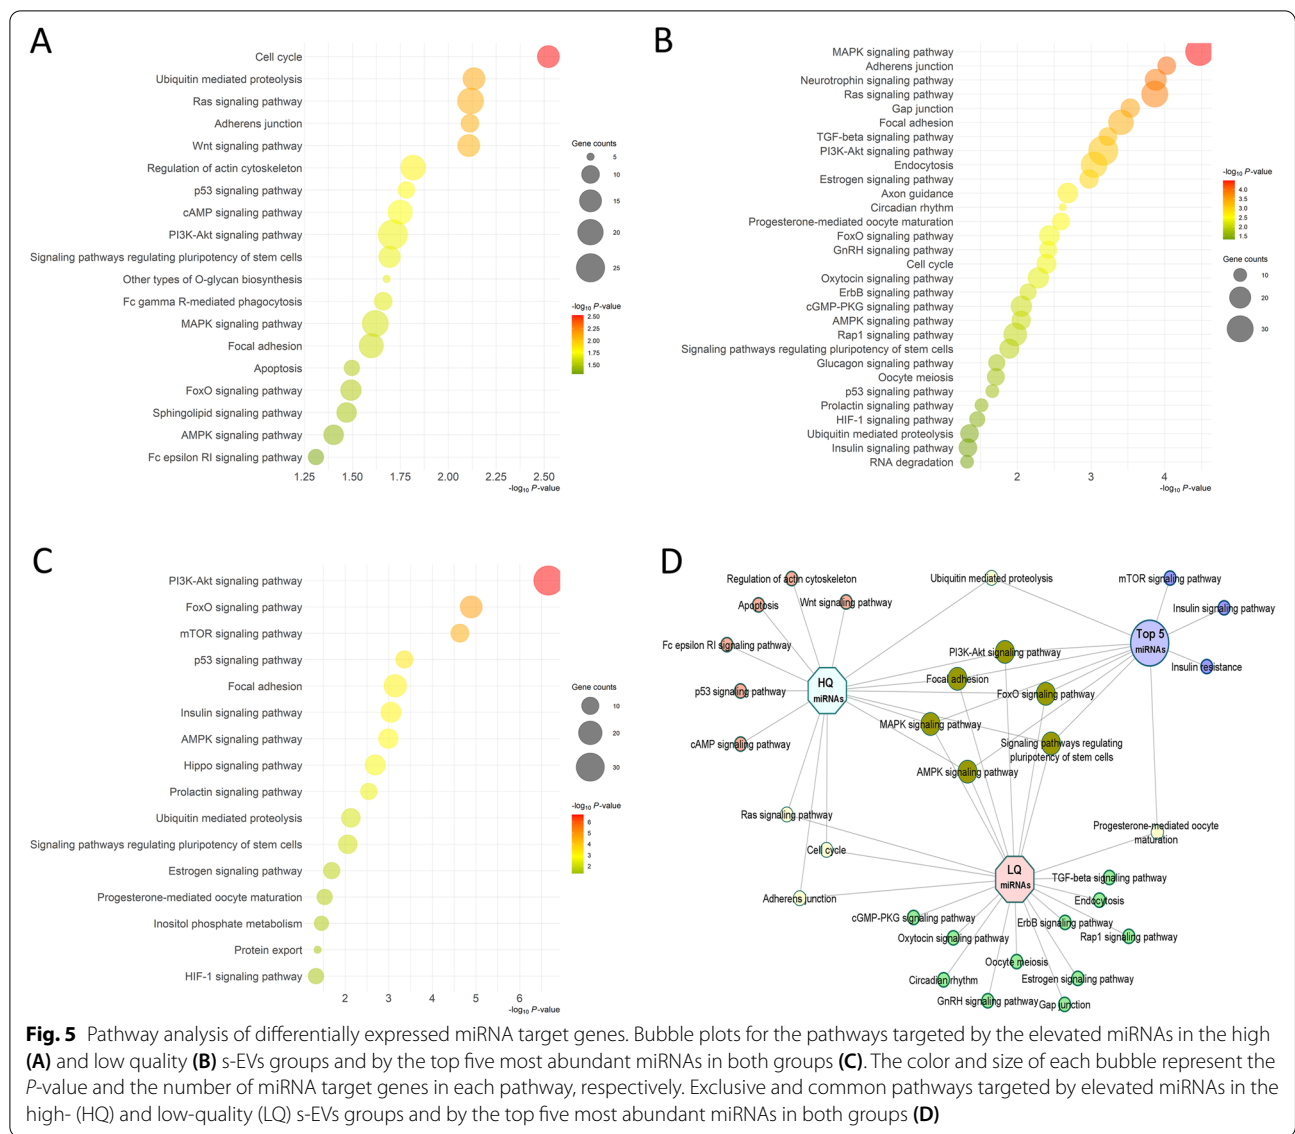 A
Cell cycle
Ubiquitin mediated proteolysis
Ras signaling pathway
Adherens junction
Wnt signaling pathway
Regulation of actin cytoskeleton
p53 signaling pathway
cAMP signaling pathway
PI3K-Akt signaling pathway
Signaling pathways regulating pluripotency of stem cells
Other types of O-glycan biosynthesis
Fc gamma R-mediated phagocytosis
MAPK signaling pathway
Focal adhesion
Apoptosis
FoxO signaling pathway
Sphingolipid signaling pathway
AMPK signaling pathway
Fc epsilon RI signaling pathway
1.25 1.50 1.75 2.00 2.25 2.50
-log10 P-value
Gene counts
5
10
15
20
25
-log10 P-value
2.50
2.25
2.00
1.75
1.50
B
MAPK signaling pathway
Adherens junction
Neurotrophin signaling pathway
Ras signaling pathway
Gap junction
Focal adhesion
TGF-beta signaling pathway
PI3K-Akt signaling pathway
Endocytosis
Estrogen signaling pathway
Axon guidance
Circadian rhythm
Progesterone-mediated oocyte maturation
FoxO signaling pathway
GnRH signaling pathway
Cell cycle
Oxytocin signaling pathway
ErbB signaling pathway
cGMP-PKG signaling pathway
AMPK signaling pathway
Rap1 signaling pathway
Signaling pathways regulating pluripotency of stem cells
Glucagon signaling pathway
Oocyte meiosis
p53 signaling pathway
Prolactin signaling pathway
HIF-1 signaling pathway
Ubiquitin mediated proteolysis
Insulin signaling pathway
RNA degradation
2 3 4
-log10 P-value
-log10 P-value
4.0
3.5
3.0
2.5
2.0
1.5
Gene counts
10
20
30
C
PI3K-Akt signaling pathway
FoxO signaling pathway
mTOR signaling pathway
p53 signaling pathway
Focal adhesion
Insulin signaling pathway
AMPK signaling pathway
Hippo signaling pathway
Prolactin signaling pathway
Ubiquitin mediated proteolysis
Signaling pathways regulating pluripotency of stem cells
Estrogen signaling pathway
Progesterone-mediated oocyte maturation
Inositol phosphate metabolism
Protein export
HIF-1 signaling pathway
2 3 4 5 6
-log10 P-value
Gene counts
10
20
30
-log10 P-value
6
5
4
3
2
D
Regulation of actin cytoskeleton
Ubiquitin mediated proteolysis
mTOR signaling pathway
Apoptosis
Wnt signaling pathway
Insulin signaling pathway
Top 5
miRNAs
Fc epsilon RI signaling pathway
PI3K-Akt signaling pathway
Insulin resistance
HQ
miRNAs
Focal adhesion
p53 signaling pathway
FoxO signaling pathway
MAPK signaling pathway
cAMP signaling pathway
Signaling pathways regulating
pluripotency of stem cells
AMPK signaling pathway
Ras signaling pathway
Progesterone-mediated oocyte
maturation
Cell cycle
LQ
miRNAs
TGF-beta signaling pathway
Adherens junction
Endocytosis
cGMP-PKG signaling pathway
ErbB signaling pathway
Oxytocin signaling pathway
Rap1 signaling pathway
Oocyte meiosis
Circadian rhythm
Estrogen signaling pathway
GnRH signaling pathway
Gap junction
Fig. 5 Pathway analysis of differentially expressed miRNA target genes. Bubble plots for the pathways targeted by the elevated miRNAs in the high
(A) and low quality (B) s-EVs groups and by the top five most abundant miRNAs in both groups (C). The color and size of each bubble represent the
P-value and the number of miRNA target genes in each pathway, respectively. Exclusive and common pathways targeted by elevated miRNAs in the
high- (HQ) and low-quality (LQ) s-EVs groups and by the top five most abundant miRNAs in both groups (D)